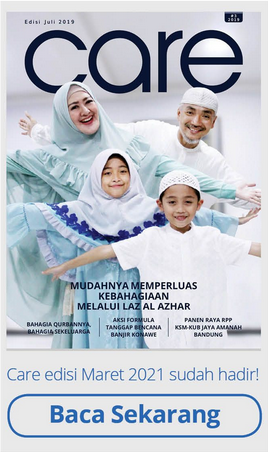 Edisi Juli 2019
#3
2019
care
MUDAHNYA MEMPERLUAS
KEBAHAGIAAN
MELALUI LAZ AL AZHAR
BAHAGIA QURBANNYA,
BAHAGIA SEKELUARGA
AKSI FORMULA
TANGGAP BENCANA
BANJIR KONAWE
PANEN RAYA RPP
KSM-KUB JAYA AMANAH
BANDUNG
Care edisi Maret 2021 sudah hadir!
Baca Sekarang